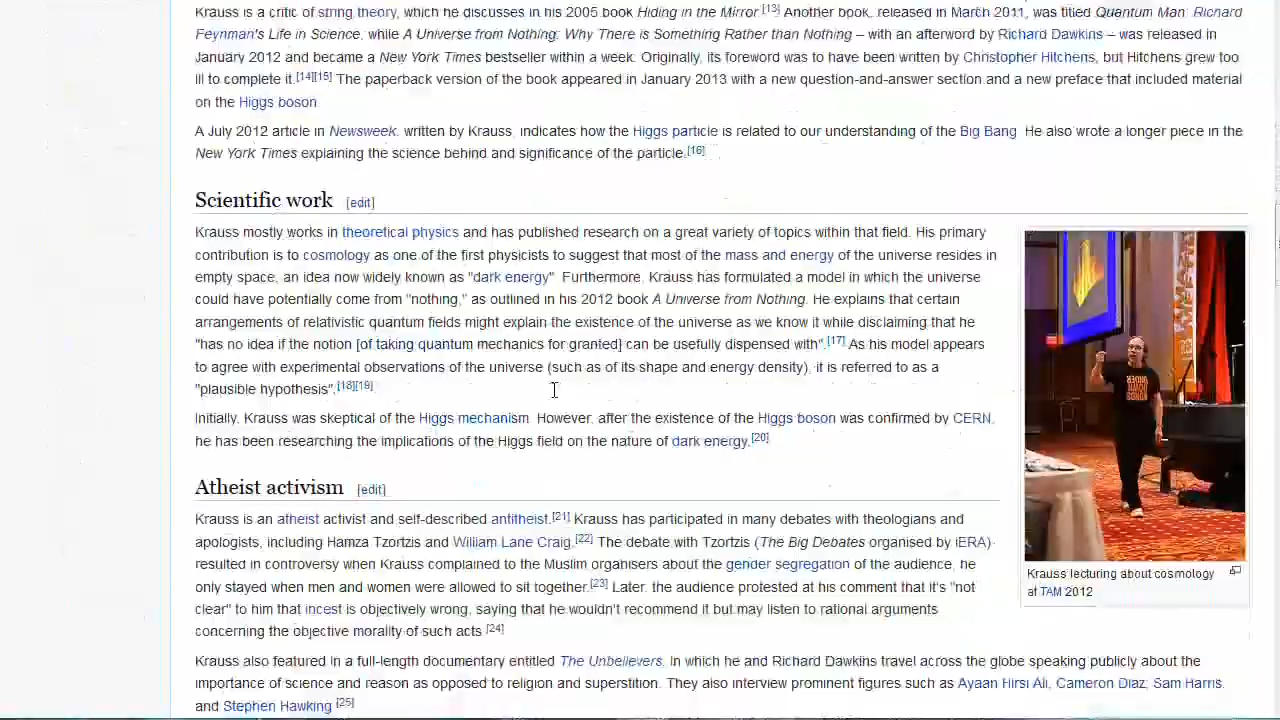 Krauss is a critic of string theory, which he discusses in his 2005 book Hiding in the Mirror.[13] Another book, released in March 2011, was titled Quantum Man: Richard
Feynman's Life in Science, while A Universe from Nothing: Why There is Something Rather than Nothing – with an afterword by Richard Dawkins – was released in
January 2012 and became a New York Times bestseller within a week. Originally, its foreword was to have been written by Christopher Hitchens, but Hitchens grew too
ill to complete it.[14][15] The paperback version of the book appeared in January 2013 with a new question-and-answer section and a new preface that included material
on the Higgs boson.
A July 2012 article in Newsweek, written by Krauss, indicates how the Higgs particle is related to our understanding of the Big Bang. He also wrote a longer piece in the
New York Times explaining the science behind and significance of the particle.[16]
Scientific work [edit]
Krauss mostly works in theoretical physics and has published research on a great variety of topics within that field. His primary
contribution is to cosmology as one of the first physicists to suggest that most of the mass and energy of the universe resides in
empty space, an idea now widely known as "dark energy". Furthermore, Krauss has formulated a model in which the universe
could have potentially come from "nothing," as outlined in his 2012 book A Universe from Nothing. He explains that certain
arrangements of relativistic quantum fields might explain the existence of the universe as we know it while disclaiming that he
"has no idea if the notion [of taking quantum mechanics for granted] can be usefully dispensed with".[17] As his model appears
to agree with experimental observations of the universe (such as of its shape and energy density), it is referred to as a
"plausible hypothesis".[18][19]
Initially, Krauss was skeptical of the Higgs mechanism. However, after the existence of the Higgs boson was confirmed by CERN,
he has been researching the implications of the Higgs field on the nature of dark energy.[20]
Atheist activism [edit]
Krauss is an atheist activist and self-described antitheist.[21] Krauss has participated in many debates with theologians and
apologists, including Hamza Tzortzis and William Lane Craig.[22] The debate with Tzortzis (The Big Debates organised by iERA)
resulted in controversy when Krauss complained to the Muslim organisers about the gender segregation of the audience, he
only stayed when men and women were allowed to sit together.[23] Later, the audience protested at his comment that it's "not
clear" to him that incest is objectively wrong, saying that he wouldn't recommend it but may listen to rational arguments
concerning the objective morality of such acts.[24]
Krauss also featured in a full-length documentary entitled The Unbelievers, in which he and Richard Dawkins travel across the globe speaking publicly about the
importance of science and reason as opposed to religion and superstition. They also interview prominent figures such as Ayaan Hirsi Ali, Cameron Diaz, Sam Harris,
and Stephen Hawking.[25]
Krauss lecturing about cosmology
at TAM 2012